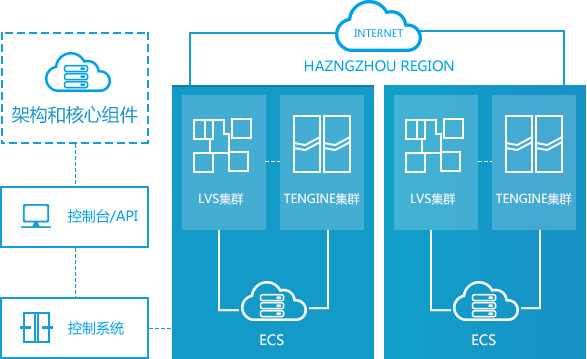 INTERNET
HAZNGZHOU REGION
架构和核心组件
控制台/API
控制系统
LVS集群
TENGINE集群
ECS
LVS集群
TENGINE集群
ECS